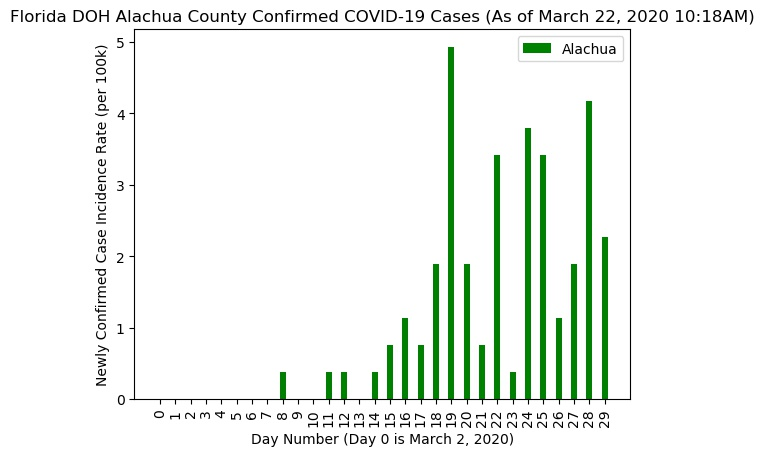 Florida DOH Alachua County Confirmed COVID-19 Cases (As of March 22, 2020 10:18AM)
Alachua
Newly Confirmed Case Incidence Rate (per 100k)
5
4
3
2
1
0
0 1 2 3 4 5 6 7 8 9 10 11 12 13 14 15 16 17 18 19 20 21 22 23 24 25 26 27 28 29
Day Number (Day 0 is March 2, 2020)